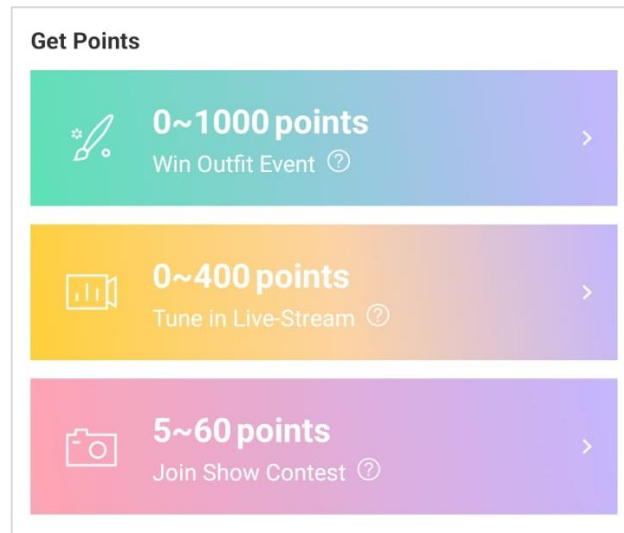 Get Points
0~1000 points
Win Outfit Event ?
0~400 points
Tune in Live-Stream ?
5~60 points
Join Show Contest ?